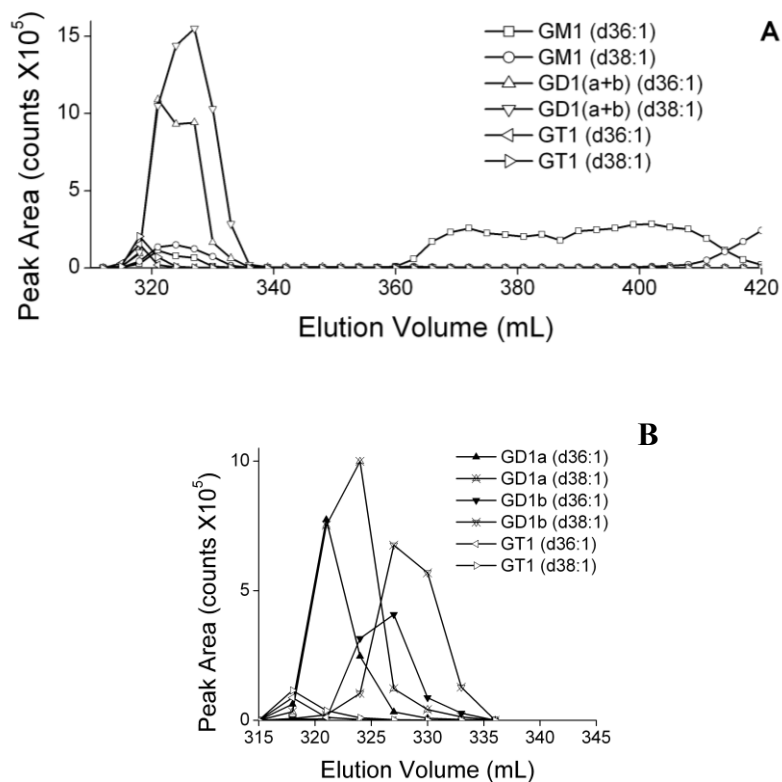 A
GM1 (d36:1)
GM1 (d38:1)
GD1(a+b) (d36:1)
GD1(a+b) (d38:1)
GT1 (d36:1)
GT1 (d38:1)
Peak Area (counts X10⁵)
15
10
5
0
320 340 360 380 400 420
Elution Volume (mL)
B
GD1a (d36:1)
GD1a (d38:1)
GD1b (d36:1)
GD1b (d38:1)
GT1 (d36:1)
GT1 (d38:1)
Peak Area (counts X10⁵)
10
5
0
315 320 325 330 335 340 345
Elution Volume (mL)